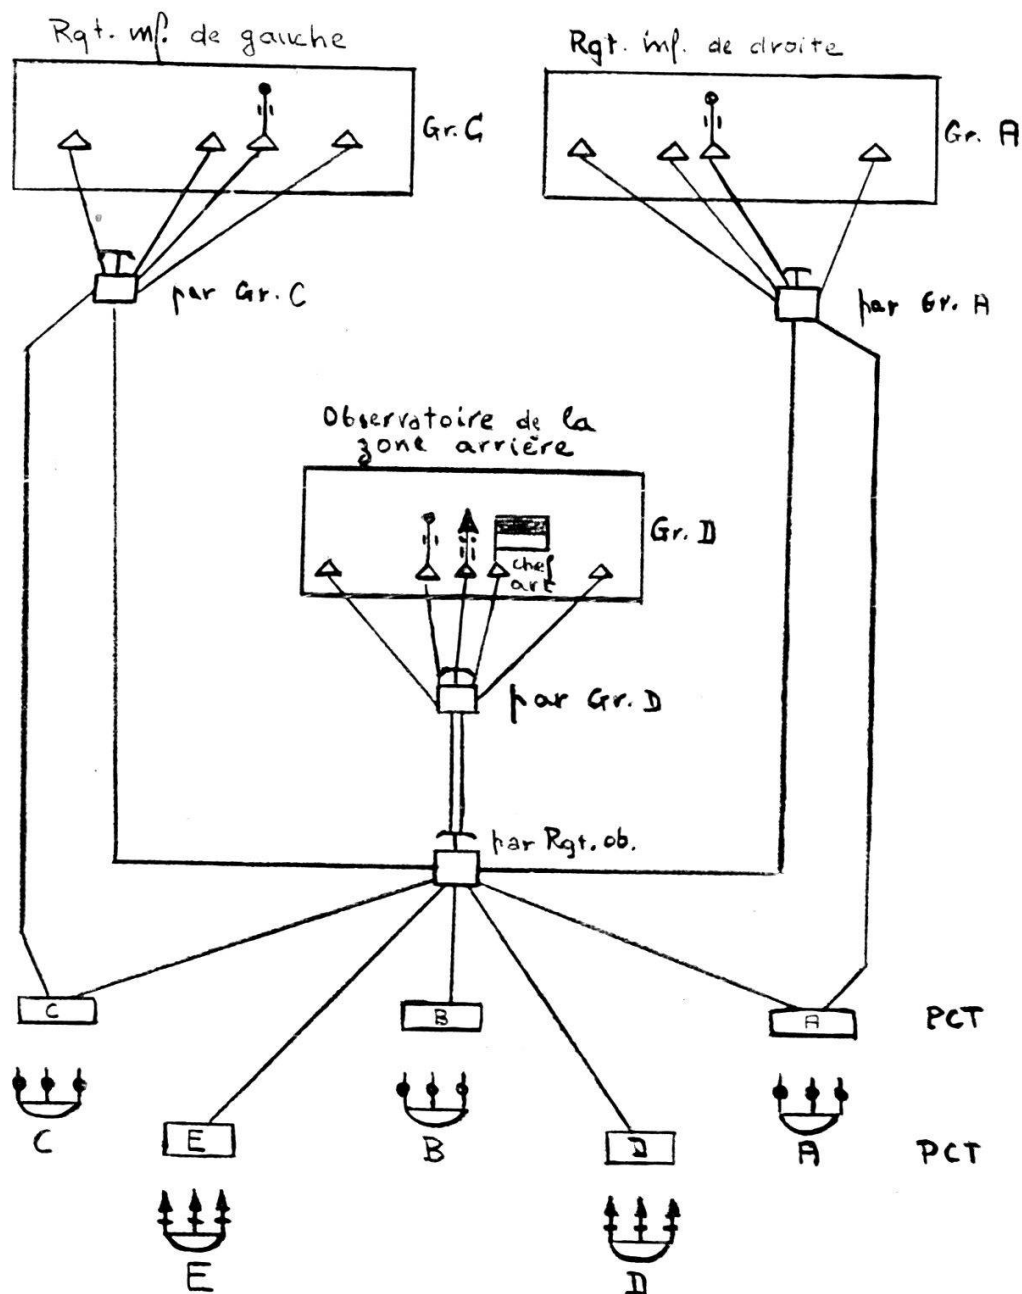 Rgt. inf. de gauche
Rgt. inf. de droite
Gr. C
Gr. A
par Gr. C
par Gr. A
Observatoire de la
zone arrière
Gr. D
chef
art
par Gr. D
par Rgt. ob.
C
B
A
PCT
C
B
A
E
D
PCT
E
D